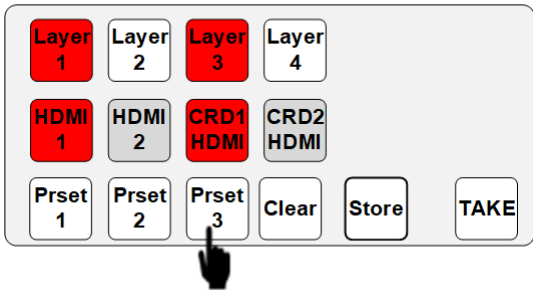 Layer Layer Layer Layer
1 2 3 4
HDMI HDMI CRD1 CRD2
1 2 HDMI HDMI
Prset Prset Prset Clear Store TAKE
1 2 3